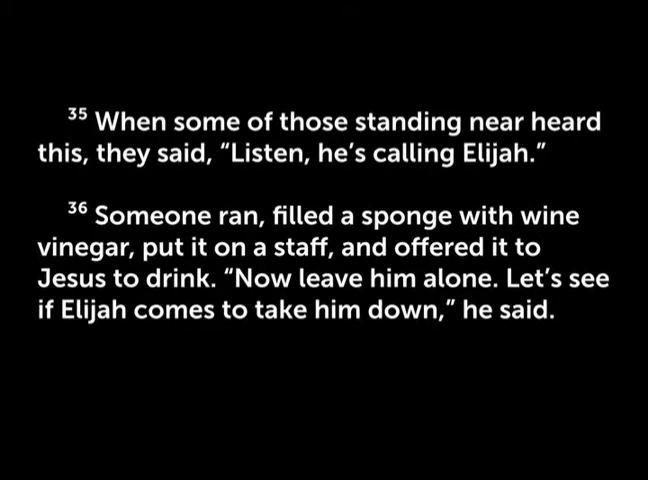 35 When some of those standing near heard
this, they said, “Listen, he’s calling Elijah.”
36 Someone ran, filled a sponge with wine
vinegar, put it on a staff, and offered it to
Jesus to drink. “Now leave him alone. Let’s see
if Elijah comes to take him down,” he said.